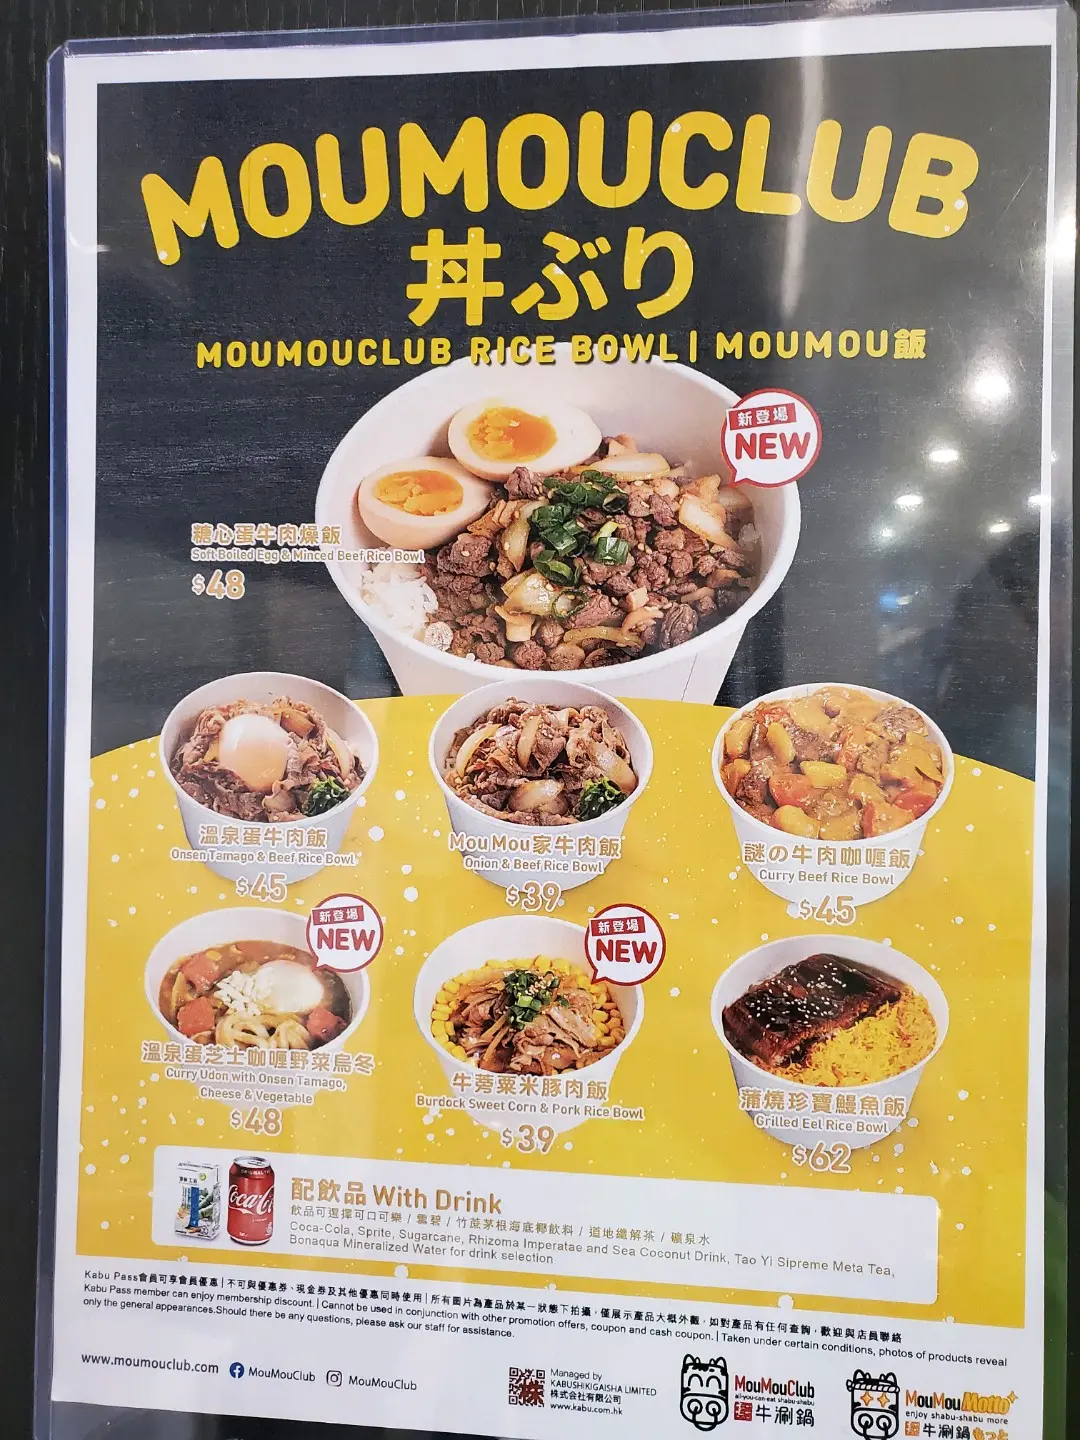 MOUMOUCLUB
丼ぶり
MOUMOUCLUB RICE BOWL | MOUMOU飯
新登場
NEW
糖心蛋牛肉燥飯
Soft Boiled Egg & Minced Beef Rice Bowl
$48
溫泉蛋牛肉飯
Onsen Tamago & Beef Rice Bowl
$45
MouMou家牛肉飯
Onion & Beef Rice Bowl
$39
謎の牛肉咖喱飯
Curry Beef Rice Bowl
$45
新登場
NEW
溫泉蛋芝士咖喱野菜烏冬
Curry Udon with Onsen Tamago,
Cheese & Vegetable
$48
新登場
NEW
牛蒡粟米豚肉飯
Burdock Sweet Corn & Pork Rice Bowl
$39
蒲燒珍寶鰻魚飯
Grilled Eel Rice Bowl
$62
Coca-Cola
配飲品 With Drink
飲品可選擇可口可樂 / 雪碧 / 竹蔗茅根海底椰飲料 / 道地纖解茶 / 礦泉水
Coca-Cola, Sprite, Sugarcane, Rhizoma Imperatae and Sea Coconut Drink, Tao Yi Sipreme Meta Tea,
Bonaqua Mineralized Water for drink selection
Kabu Pass會員可享會員優惠 | 不可與優惠券、現金券及其他優惠同時使用 | 所有圖片為產品於某一狀態下拍攝，僅展示產品大概外觀，如對產品有任何查詢，歡迎與店員聯絡
Kabu Pass member can enjoy membership discount. | Cannot be used in conjunction with other promotion offers, coupon and cash coupon. | Taken under certain conditions, photos of products reveal
only the general appearances.Should there be any questions, please ask our staff for assistance.
www.moumouclub.com MouMouClub MouMouClub
株
Managed by
KABUSHIKIGAISHA LIMITED
株式会社有限公司
www.kabu.com.hk
MouMouClub
all-you-can-eat shabu-shabu
牛涮鍋
MouMouMotto
enjoy shabu-shabu more
牛涮鍋もっと